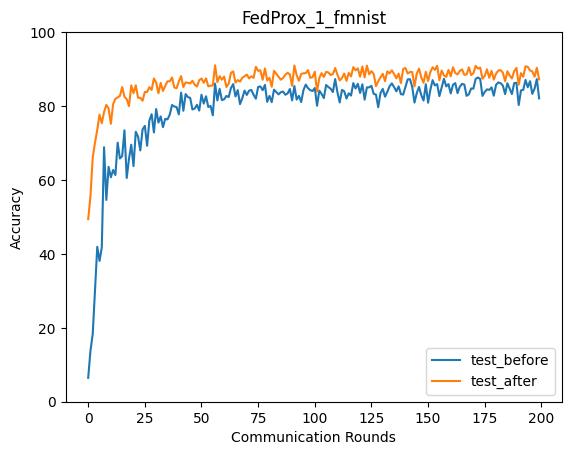 FedProx_1_fmnist
Accuracy
100
80
60
40
20
0
0 25 50 75 100 125 150 175 200
Communication Rounds
test_before
test_after